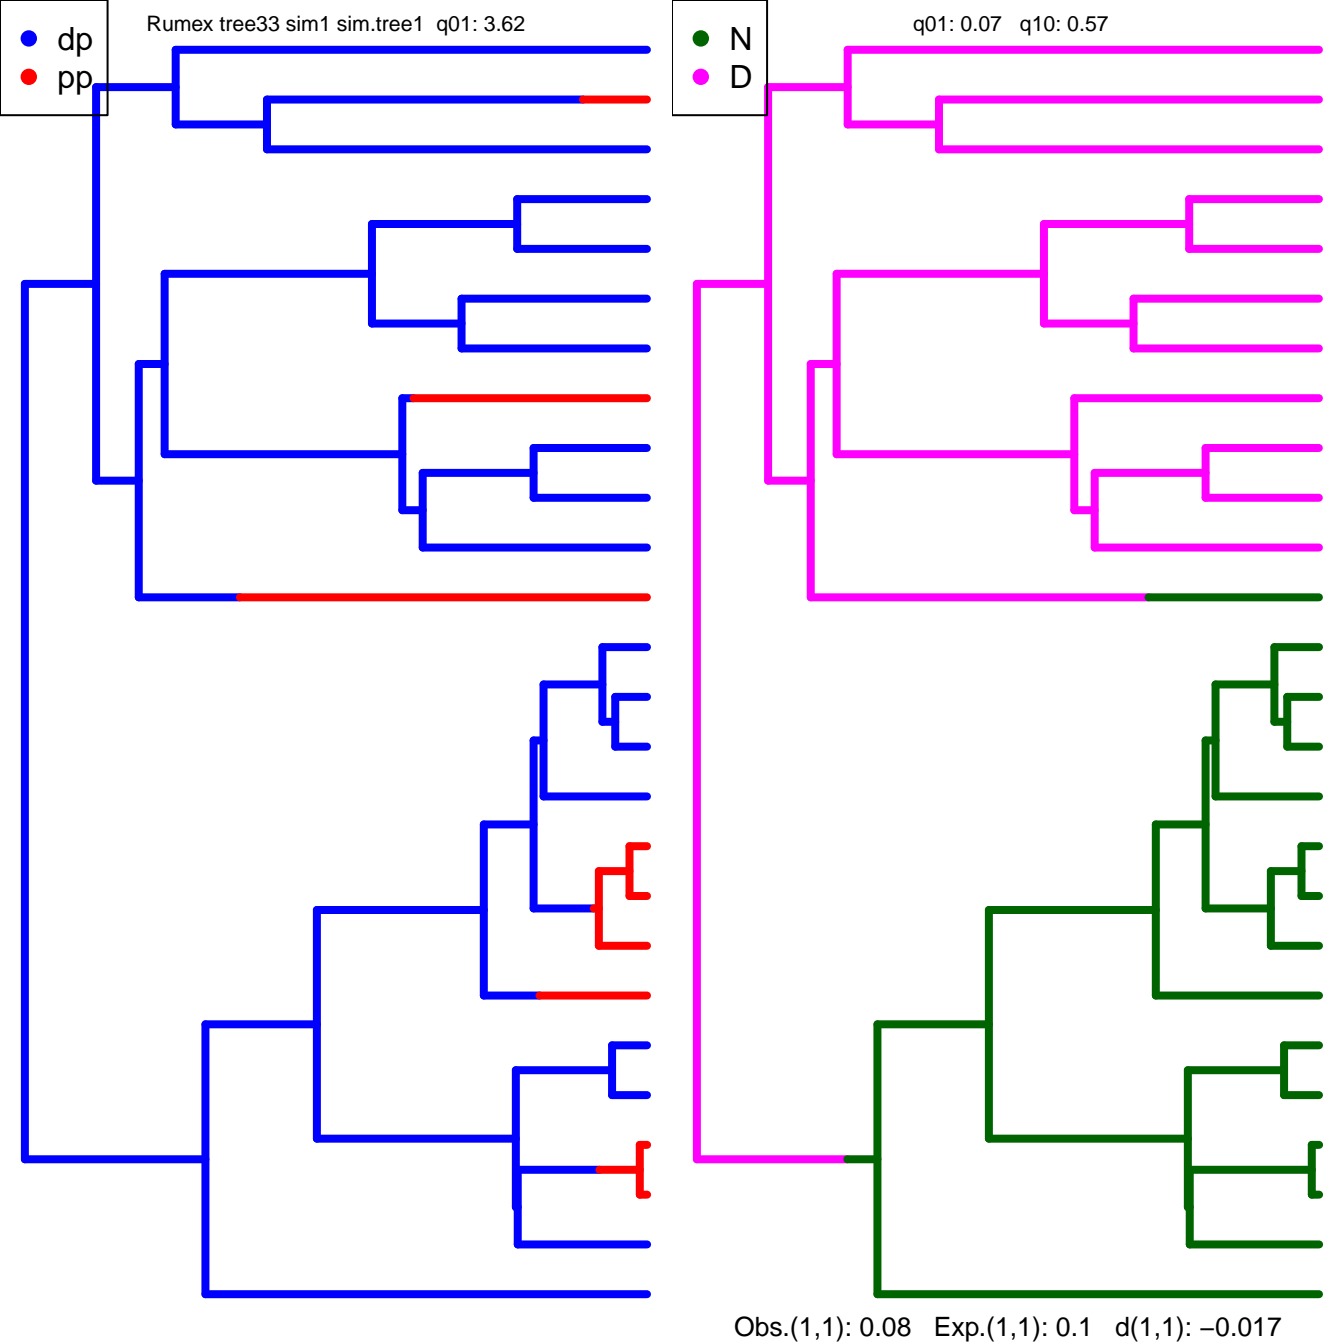 Rumex tree33 sim1 sim.tree1 q01: 3.62
dp
pp
q01: 0.07 q10: 0.57
N
D
Obs.(1,1): 0.08 Exp.(1,1): 0.1 d(1,1): −0.017